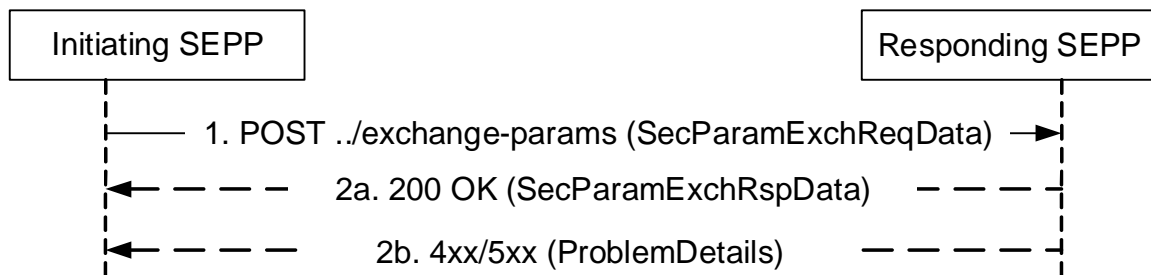 Initiating SEPP
Responding SEPP
1. POST ../exchange-params (SecParamExchReqData)
2a. 200 OK (SecParamExchRspData)
2b. 4xx/5xx (ProblemDetails)